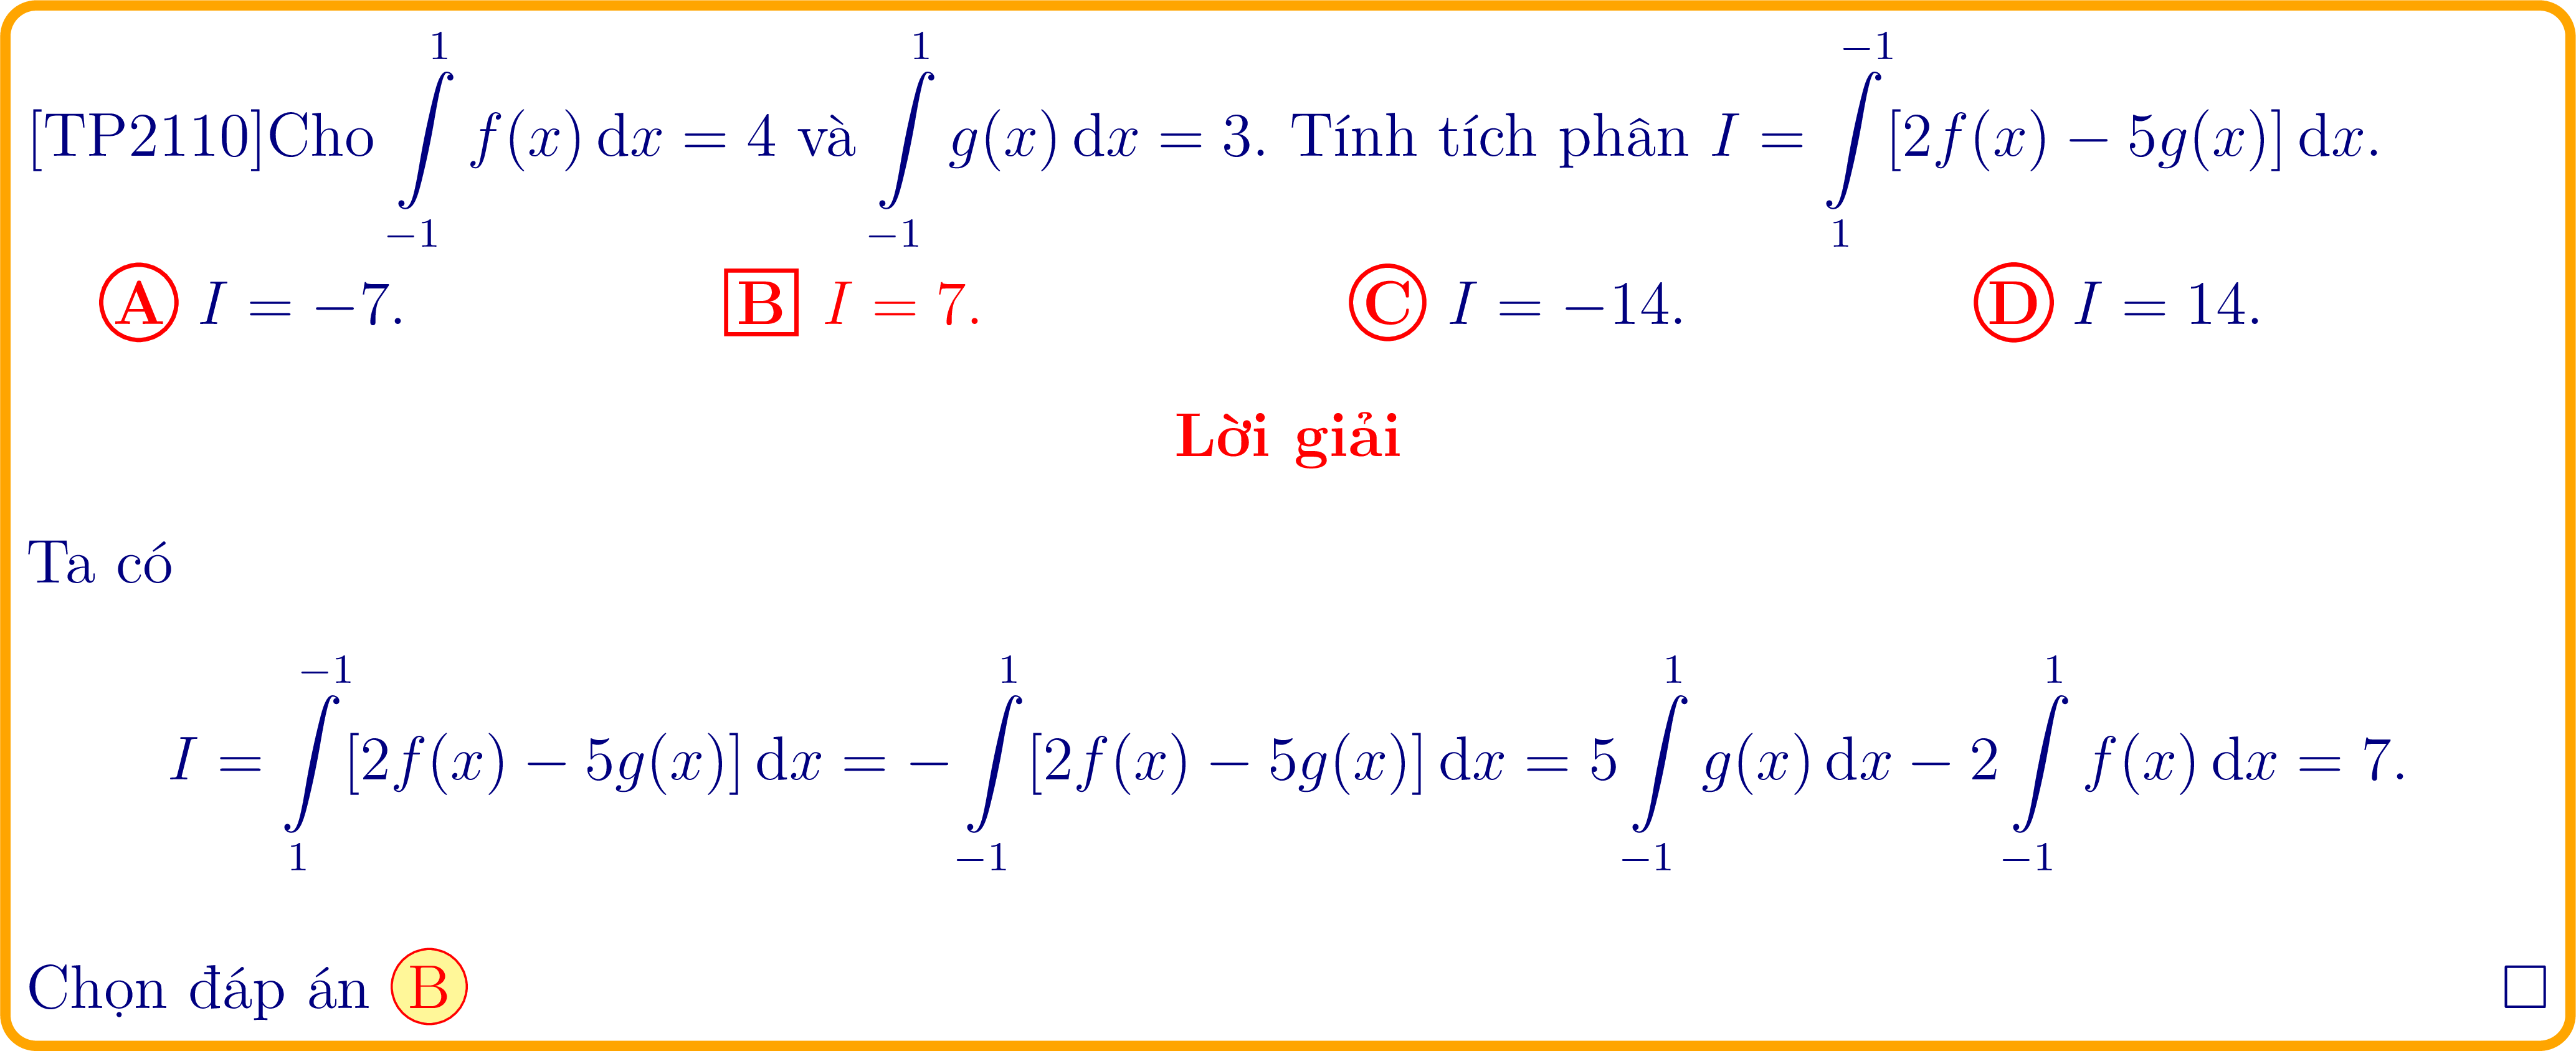 [TP2110]Cho $\int\limits_{-1}^{1} f(x)\,\mathrm{d}x = 4$ và $\int\limits_{-1}^{1} g(x)\,\mathrm{d}x = 3$. Tính tích phân $I = \int\limits_{1}^{-1} [2f(x) - 5g(x)]\,\mathrm{d}x$.
A $I = -7$. B $I = 7$. C $I = -14$. D $I = 14$.
Lời giải
Ta có
$I = \int\limits_{1}^{-1} [2f(x) - 5g(x)]\,\mathrm{d}x = -\int\limits_{-1}^{1} [2f(x) - 5g(x)]\,\mathrm{d}x = 5\int\limits_{-1}^{1} g(x)\,\mathrm{d}x - 2\int\limits_{-1}^{1} f(x)\,\mathrm{d}x = 7.$
Chọn đáp án B □